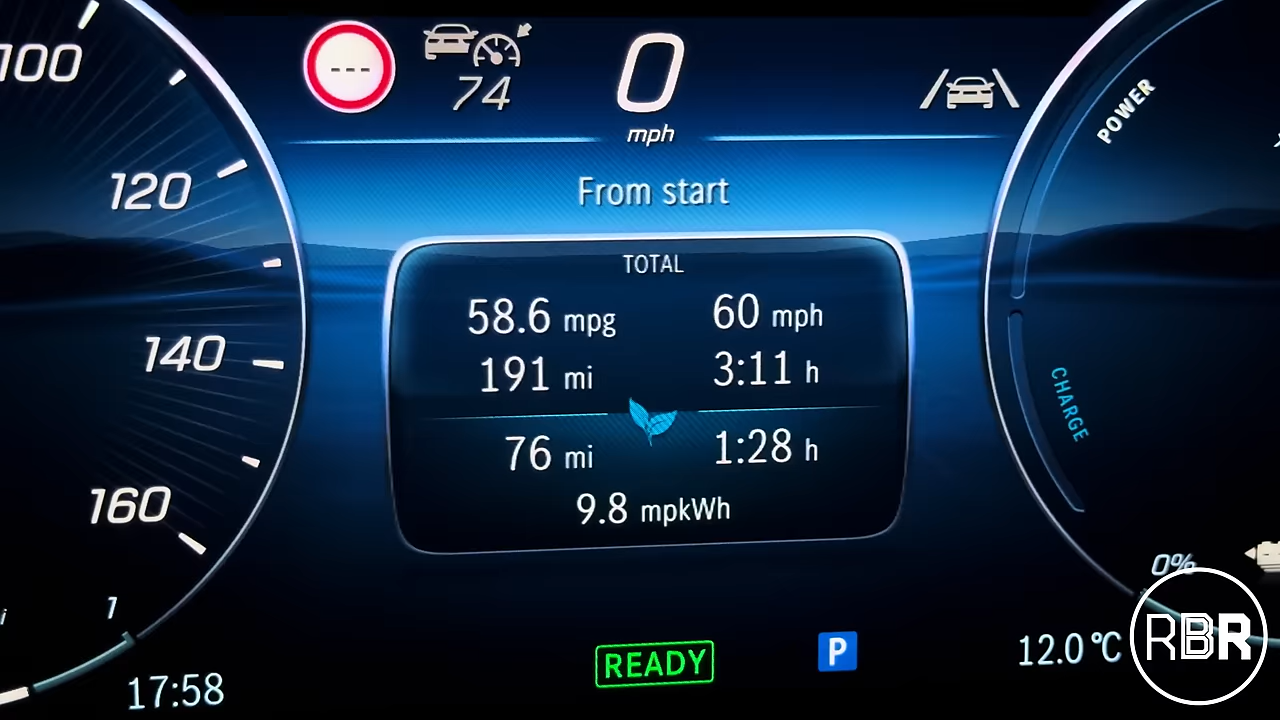 100
120
140
160
1
17:58
---
74
0
mph
From start
TOTAL
58.6 mpg 60 mph
191 mi 3:11 h
76 mi 1:28 h
9.8 mpkWh
READY
P
POWER
CHARGE
0%
12.0 °C
RBR